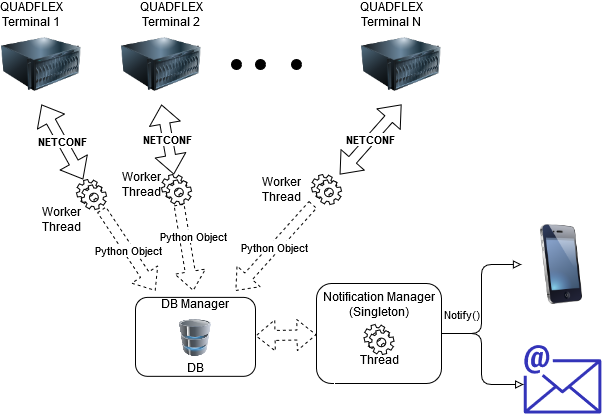 QUADFLEX
Terminal 1
QUADFLEX
Terminal 2
QUADFLEX
Terminal N
NETCONF
NETCONF
NETCONF
Worker
Thread
Worker
Thread
Worker
Thread
Python Object
Python Object
Python Object
DB Manager
DB
Notification Manager
(Singleton)
Thread
Notify()
@